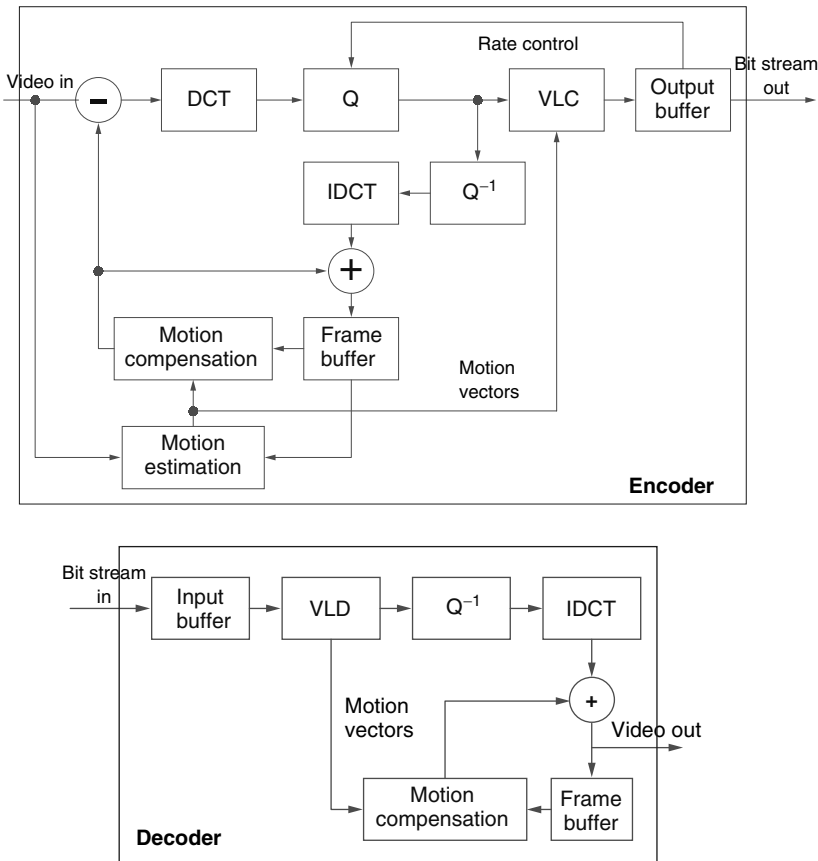 Rate control
Video in
Bit stream
out
−
DCT
Q
VLC
Output
buffer
IDCT
Q−1
+
Motion
compensation
Frame
buffer
Motion
vectors
Motion
estimation
Encoder
Bit stream
in
Input
buffer
VLD
Q−1
IDCT
+
Motion
vectors
Video out
Motion
compensation
Frame
buffer
Decoder